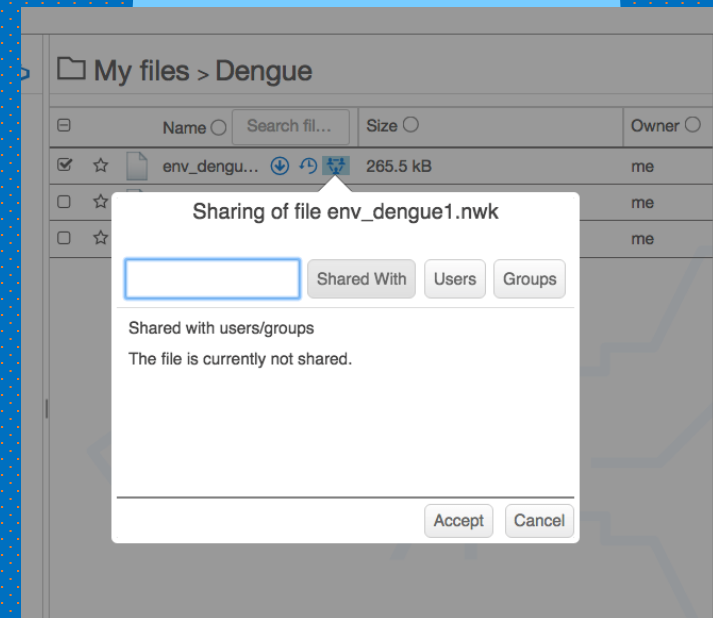 My files > Dengue
Name Search fil... Size Owner
env_dengu... 265.5 kB me
me
me
Sharing of file env_dengue1.nwk
Shared With Users Groups
Shared with users/groups
The file is currently not shared.
Accept Cancel